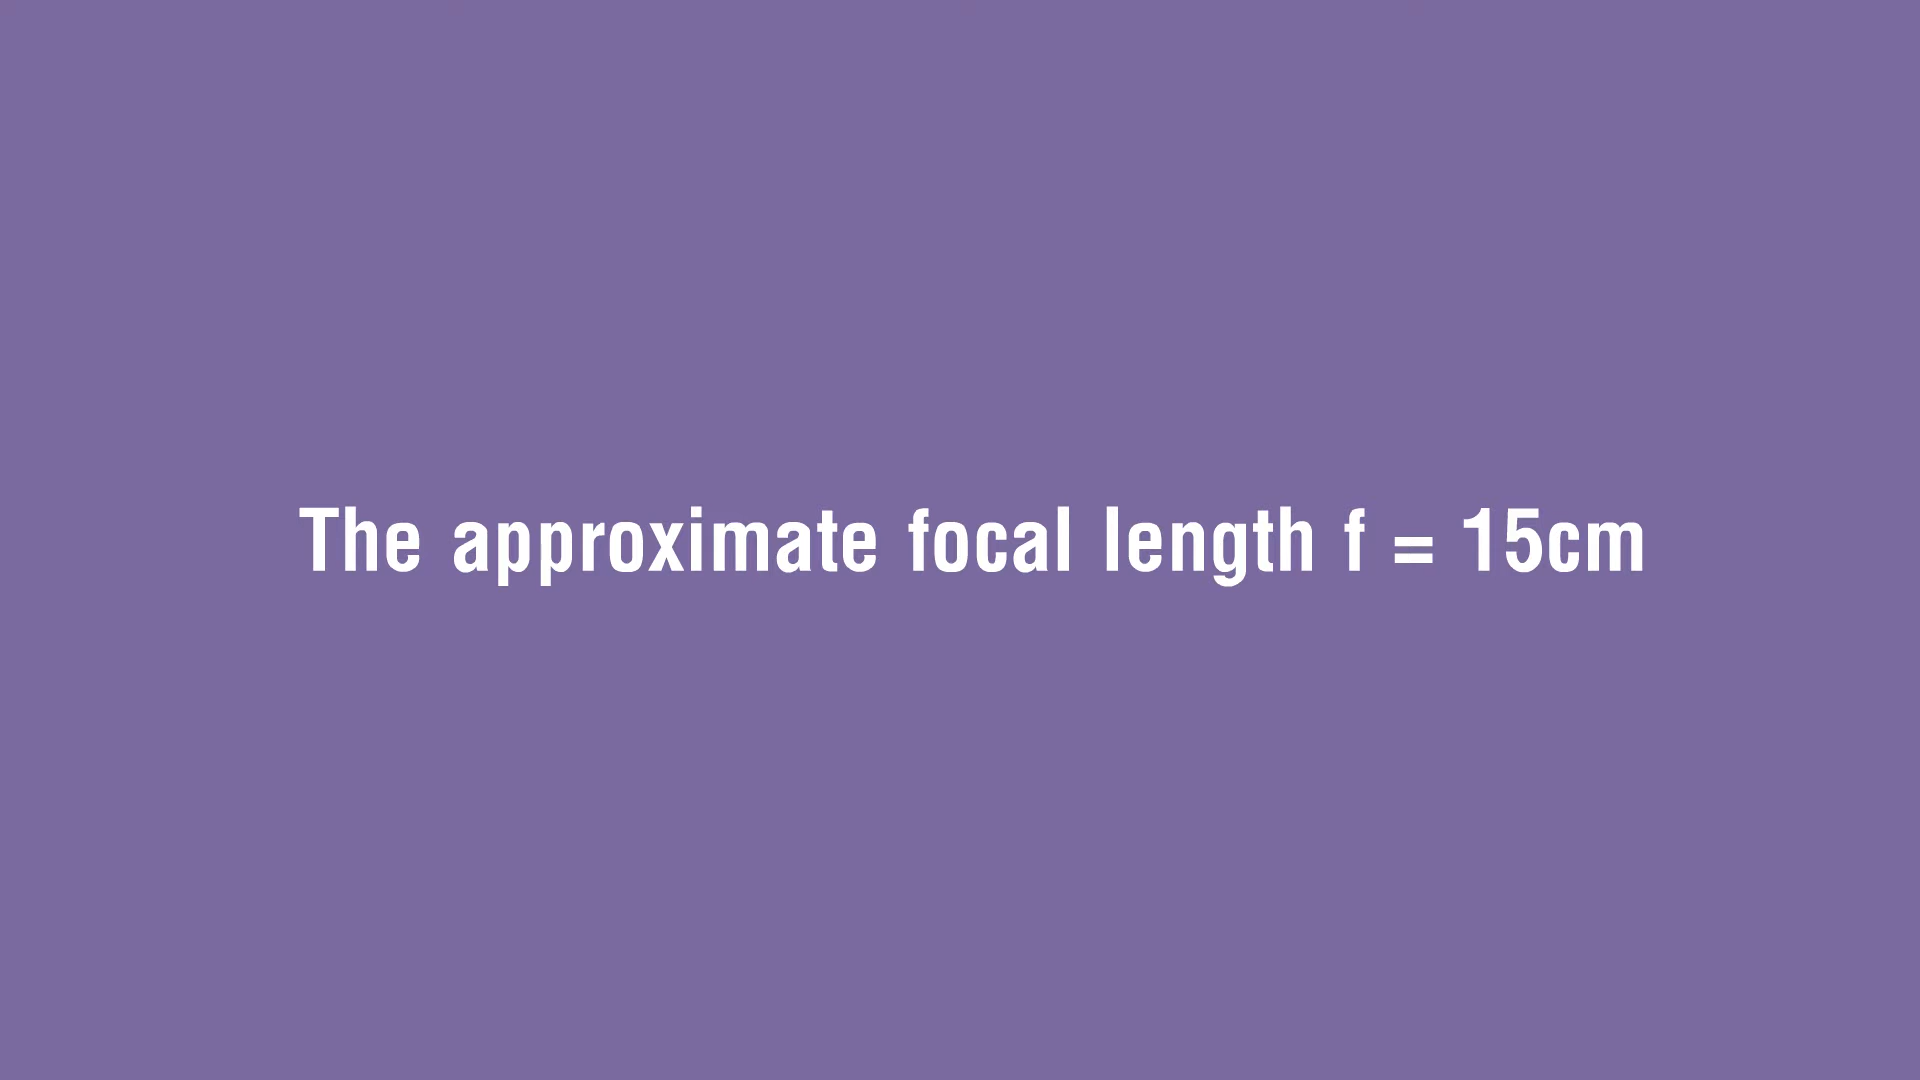 The approximate focal length f = 15cm